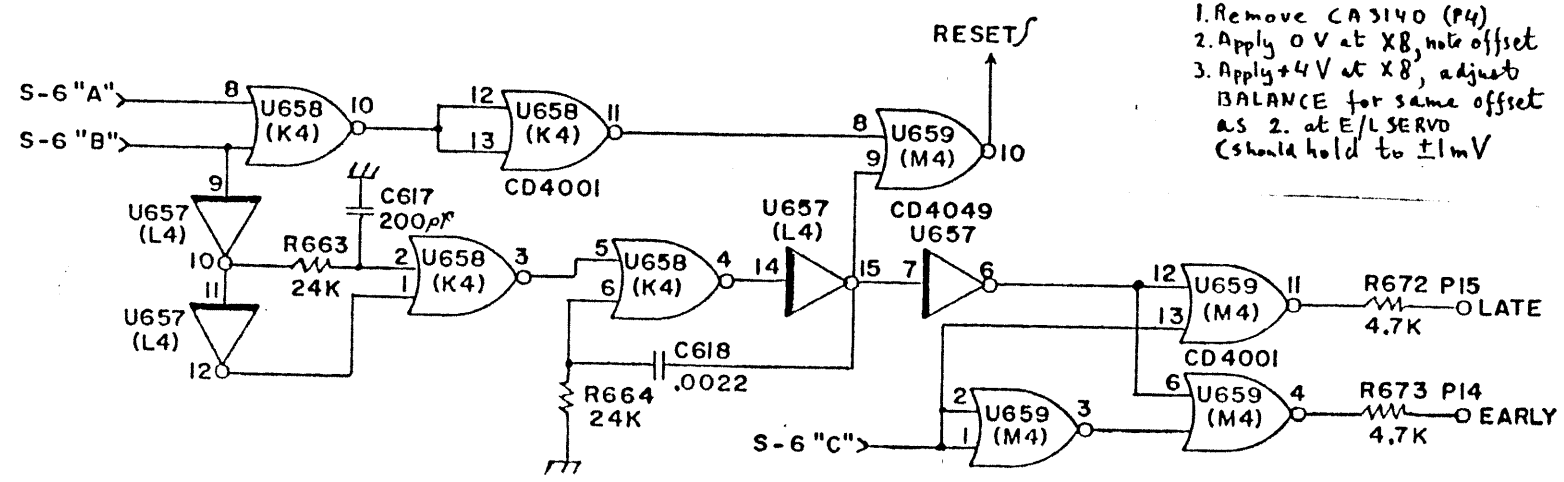 1. Remove CA3140 (P4)
2. Apply 0 V at X8, note offset
3. Apply +4 V at X8, adjust
BALANCE for same offset
as 2. at E/L SERVO
(should hold to ±1mV
RESET∫
S-6 "A"
8
U658
(K4)
10
12
13
U658
(K4)
11
CD4001
8
9
U659
(M4)
10
S-6 "B"
9
U657
(L4)
10
C617
200pf
R663
24K
2
1
U658
(K4)
3
5
6
U658
(K4)
4
U657
(L4)
14
15
CD4049
U657
7
6
12
13
U659
(M4)
11
CD4001
R672
4.7K
P15
LATE
11
U657
(L4)
12
C618
.0022
R664
24K
S-6 "C"
2
1
U659
(M4)
3
6
U659
(M4)
4
R673
4.7K
P14
EARLY